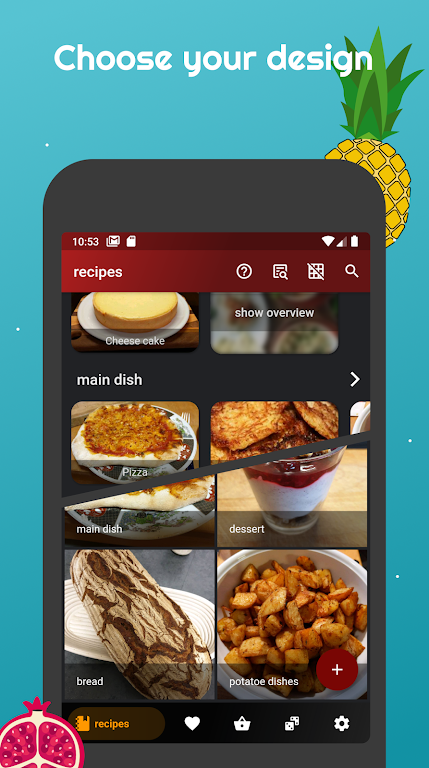 Choose your design
10:53
recipes
Cheese cake
show overview
main dish
Pizza
main dish
dessert
bread
potatoe dishes
recipes